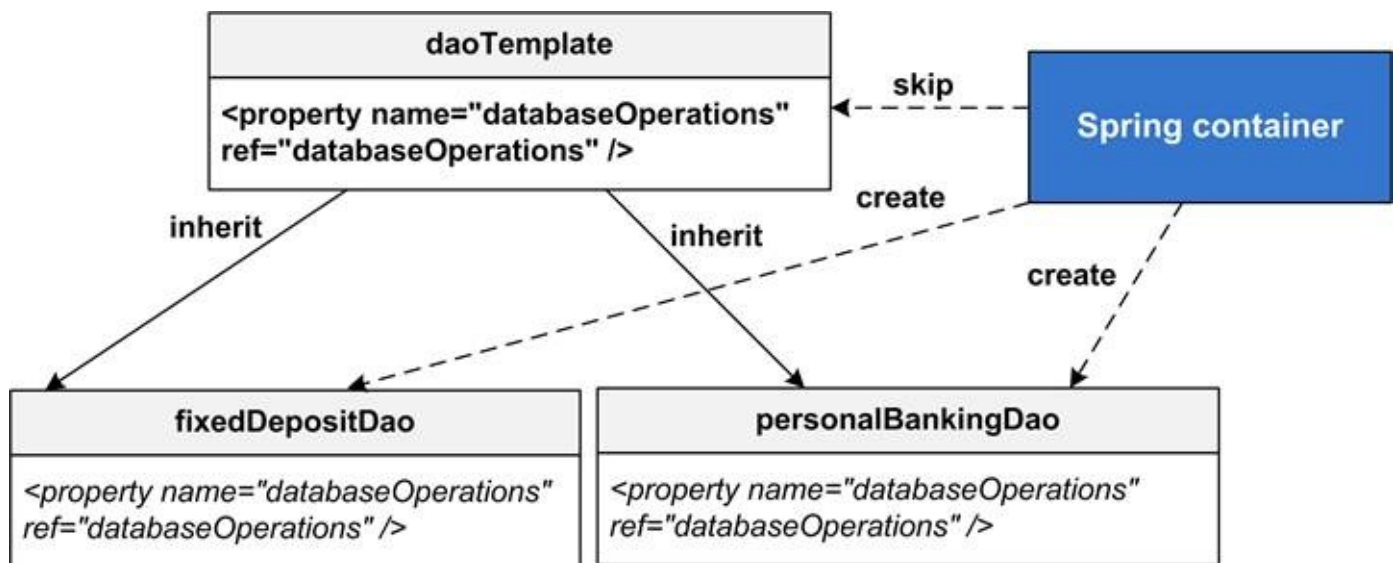 daoTemplate
<property name="databaseOperations"
ref="databaseOperations" />
skip
Spring container
create
inherit
inherit
create
fixedDepositDao
<property name="databaseOperations"
ref="databaseOperations" />
personalBankingDao
<property name="databaseOperations"
ref="databaseOperations" />